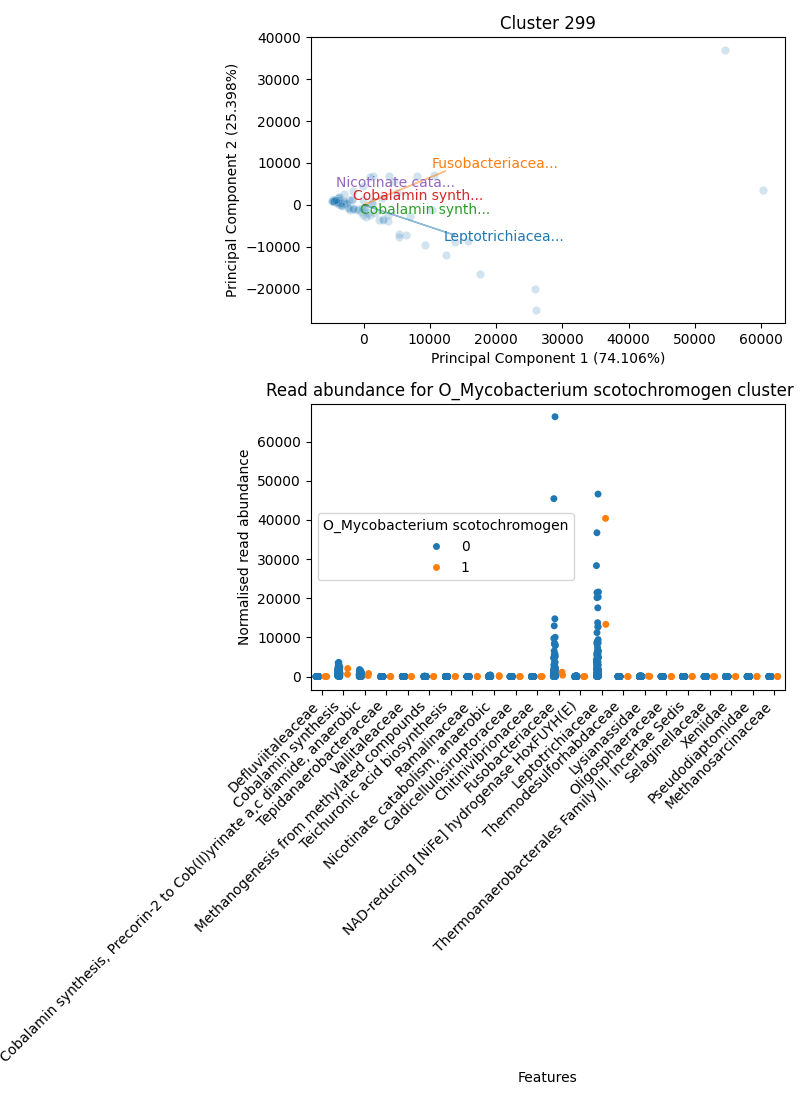 Cluster 299
Principal Component 2 (25.398%)
40000
30000
20000
10000
0
−10000
−20000
Fusobacteriacea...
Nicotinate cata...
Cobalamin synth...
Cobalamin synth...
Leptotrichiacea...
0
10000
20000
30000
40000
50000
60000
Principal Component 1 (74.106%)
Read abundance for O_Mycobacterium scotochromogen cluster
Normalised read abundance
60000
50000
40000
30000
20000
10000
0
O_Mycobacterium scotochromogen
0
1
Defluviitaleaceae
Cobalamin synthesis
Cobalamin synthesis, Precorin-2 to Cob(II)yrinate a,c diamide, anaerobic
Tepidanaerobacteraceae
Vallitaleaceae
Methanogenesis from methylated compounds
Teichuronic acid biosynthesis
Ramalinaceae
Nicotinate catabolism, anaerobic
Caldicellulosiruptoraceae
Chitinivibrionaceae
Fusobacteriaceae
NAD-reducing [NiFe] hydrogenase HoxFUYH(E)
Leptotrichiaceae
Thermodesulforhabdaceae
Lysianassidae
Oligosphaeraceae
Thermoanaerobacterales Family III. Incertae Sedis
Selaginellaceae
Xeniidae
Pseudodiaptomidae
Methanosarcinaceae
Features